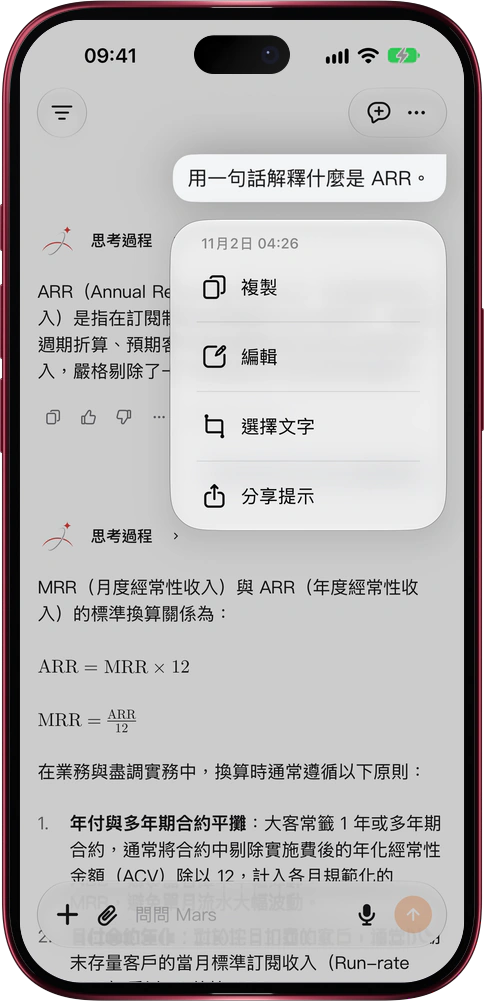 09:41
用一句話解釋什麼是 ARR。
思考過程
11月2日 04:26
ARR（Annual Re
入）是指在訂閱制
週期折算、預期客
入，嚴格剔除了一
複製
編輯
選擇文字
分享提示
思考過程 ›
MRR（月度經常性收入）與 ARR（年度經常性收
入）的標準換算關係為：
ARR = MRR × 12
MRR = ARR/12
在業務與盡調實務中，換算時通常遵循以下原則：
1. 年付與多年期合約平攤：大客常籤 1 年或多年期
合約，通常將合約中剔除實施費後的年化經常性
金額（ACV）除以 12，計入各月規範化的
問問 Mars
2.
末存量客戶的當月標準訂閱收入（Run-rate